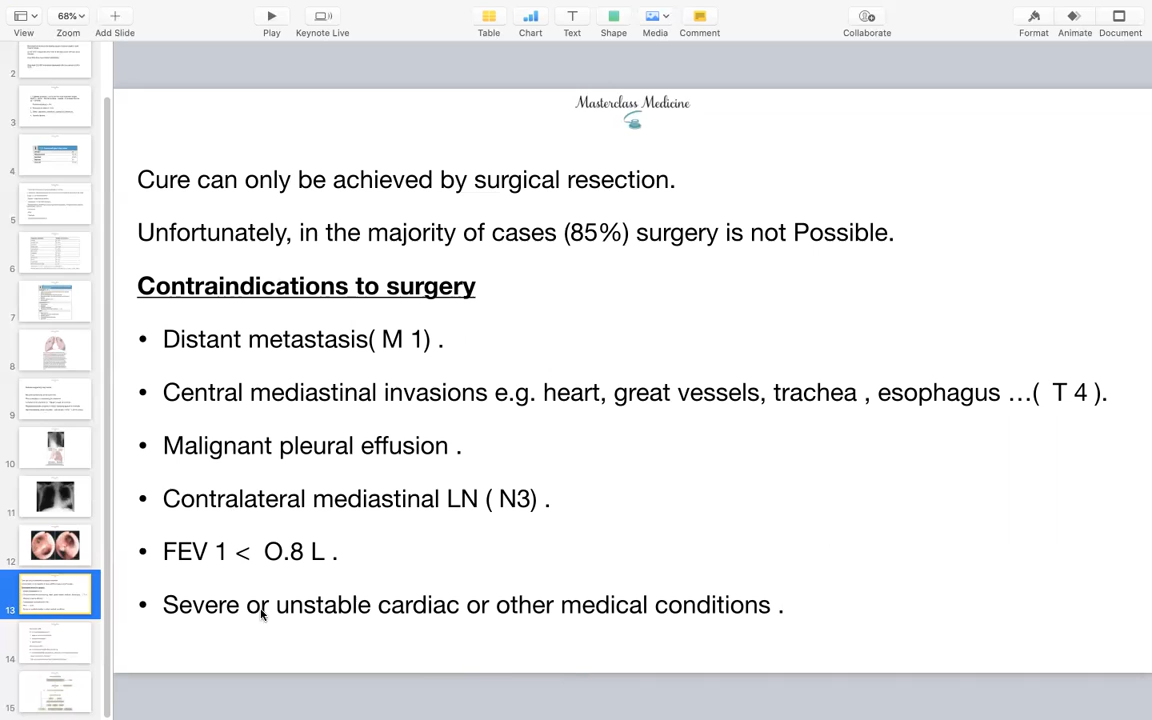 68%
View
Zoom
Add Slide
Play
Keynote Live
Table
Chart
Text
Shape
Media
Comment
Collaborate
Format
Animate
Document
2
3
4
5
6
7
8
9
10
11
12
13
14
15
Masterclass Medicine
Cure can only be achieved by surgical resection.
Unfortunately, in the majority of cases (85%) surgery is not Possible.
Contraindications to surgery
• Distant metastasis( M 1) .
• Central mediastinal invasions e.g. heart, great vessels, trachea , esophagus …( T 4 ).
• Malignant pleural effusion .
• Contralateral mediastinal LN ( N3) .
• FEV 1 < O.8 L .
• Severe or unstable cardiac or other medical conditions .